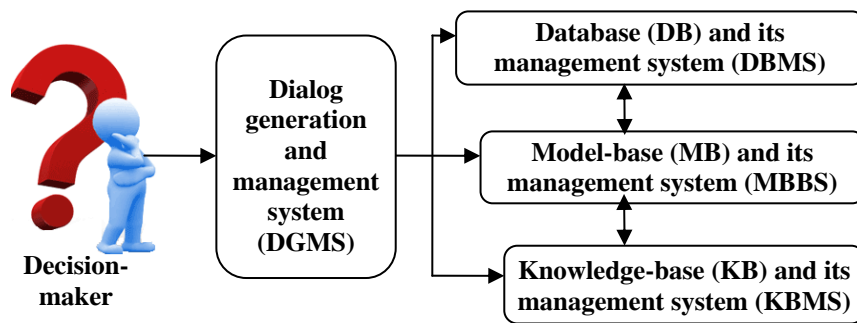 Decision-
maker
Dialog
generation
and
management
system
(DGMS)
Database (DB) and its
management system (DBMS)
Model-base (MB) and its
management system (MBBS)
Knowledge-base (KB) and its
management system (KBMS)